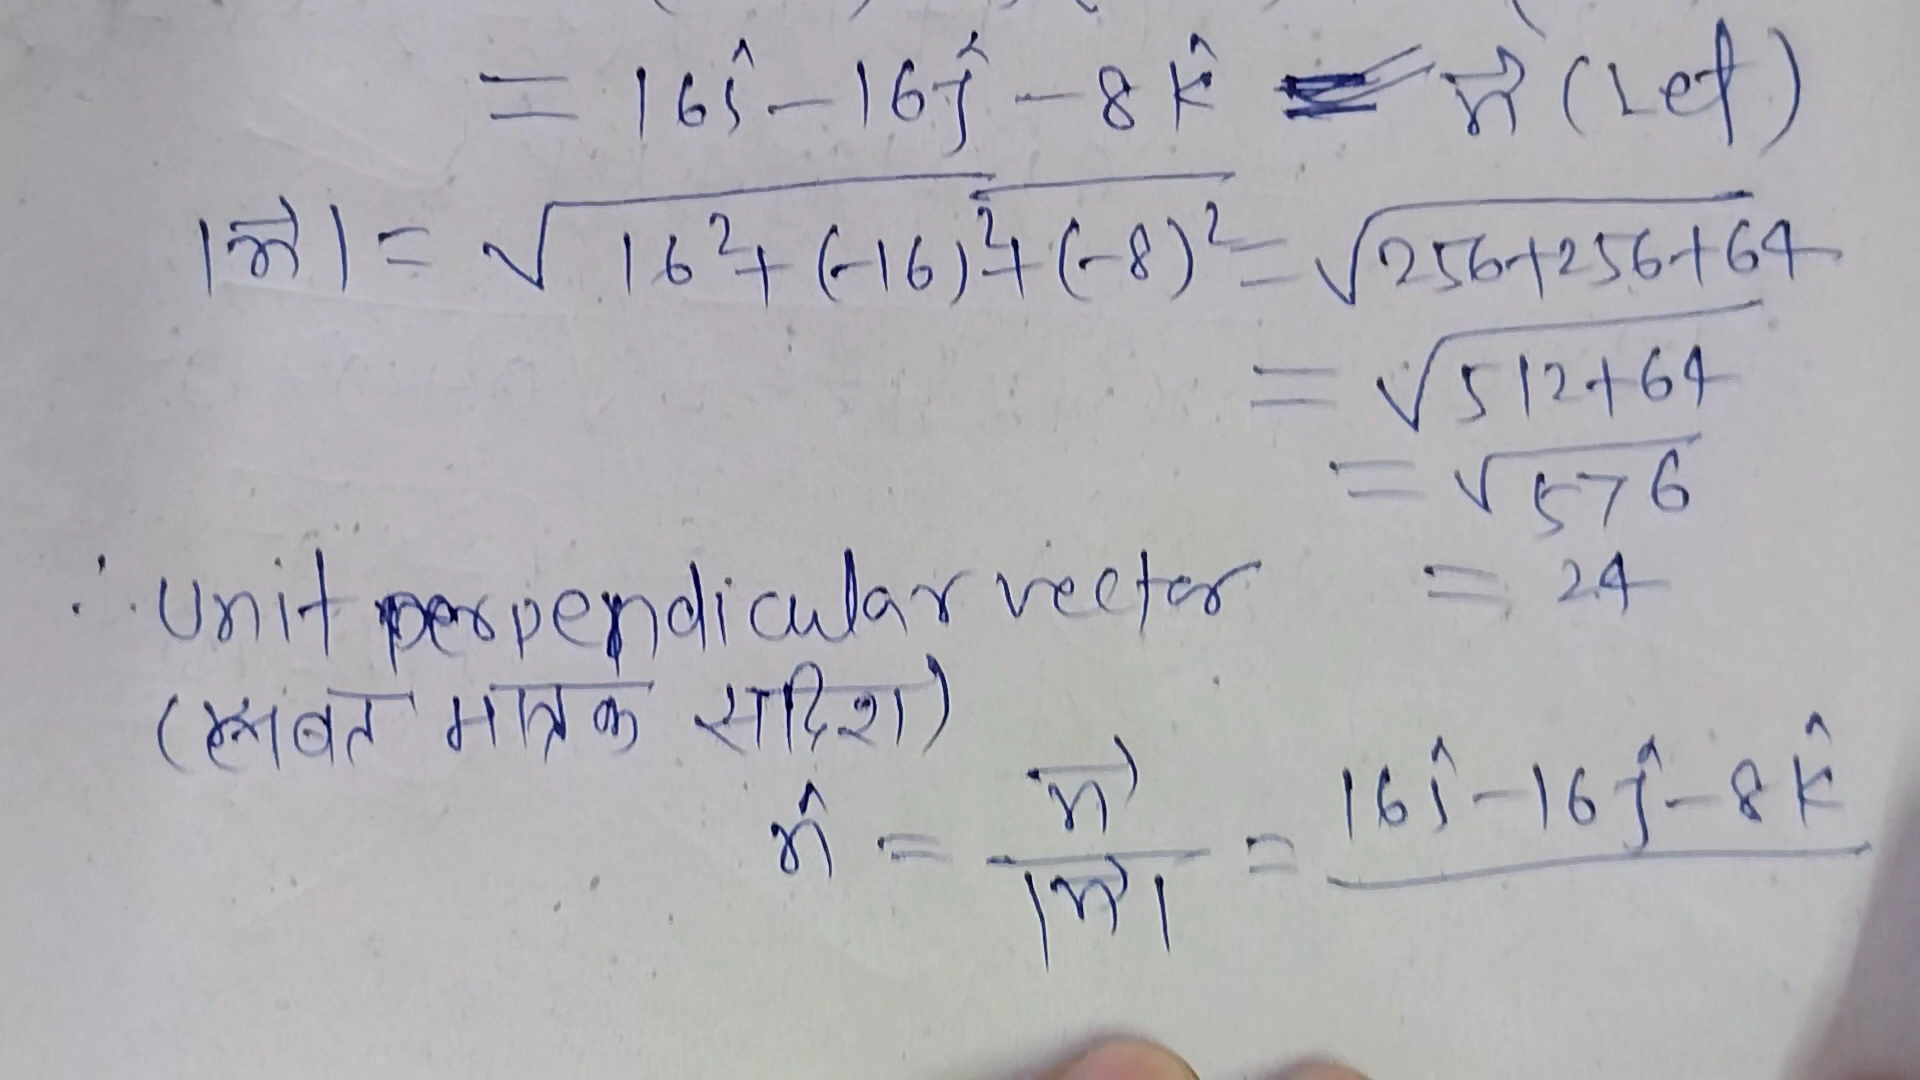 = 16î - 16ĵ - 8k̂ = n⃗ (Let)
|n⃗| = √16² + (-16)² + (-8)² = √256+256+64
= √512+64
= √576
= 24
∴ Unit perpendicular vector
(लम्बवत मात्रक सदिश)
n̂ = n⃗ / |n⃗| = 16î - 16ĵ - 8k̂